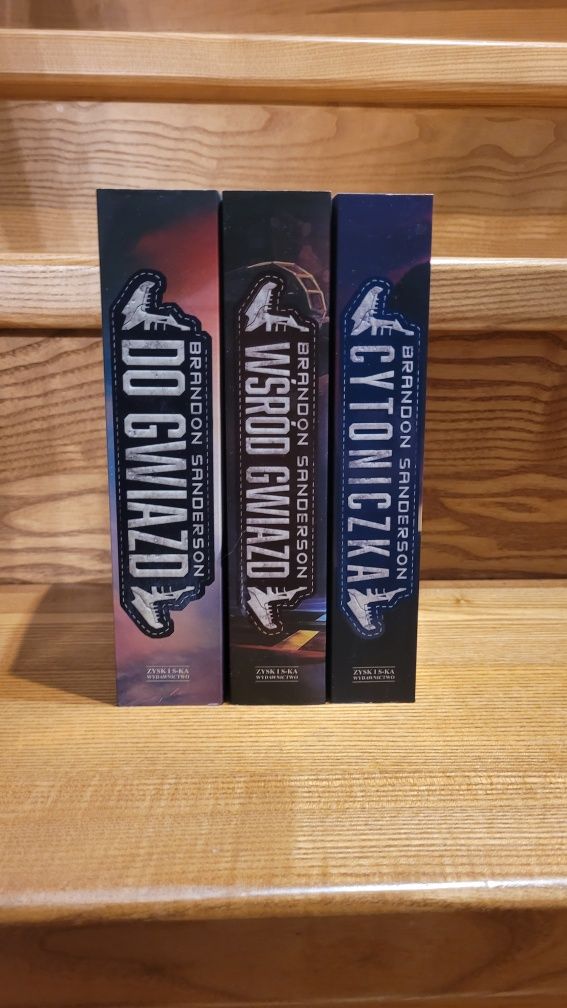 BRANDON SANDERSON
DO GWIAZD
ZYSK I S-KA
WYDAWNICTWO
BRANDON SANDERSON
WŚRÓD GWIAZD
ZYSK I S-KA
WYDAWNICTWO
BRANDON SANDERSON
CYTONICZKA
ZYSK I S-KA
WYDAWNICTWO